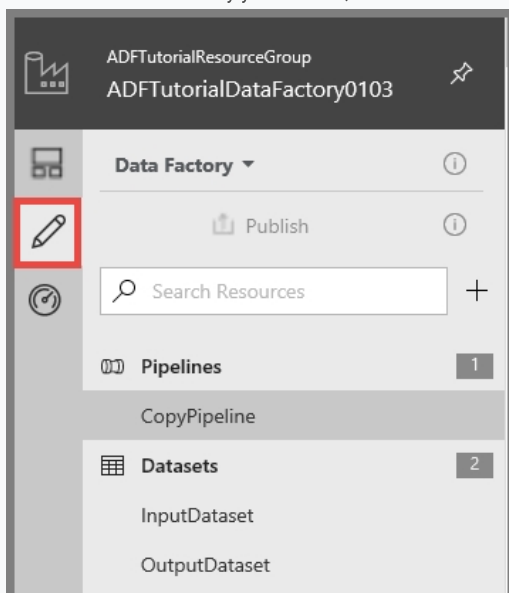 ADFTutorialResourceGroup
ADFTutorialDataFactory0103
Data Factory
Publish
Search Resources
Pipelines 1
CopyPipeline
Datasets 2
InputDataset
OutputDataset